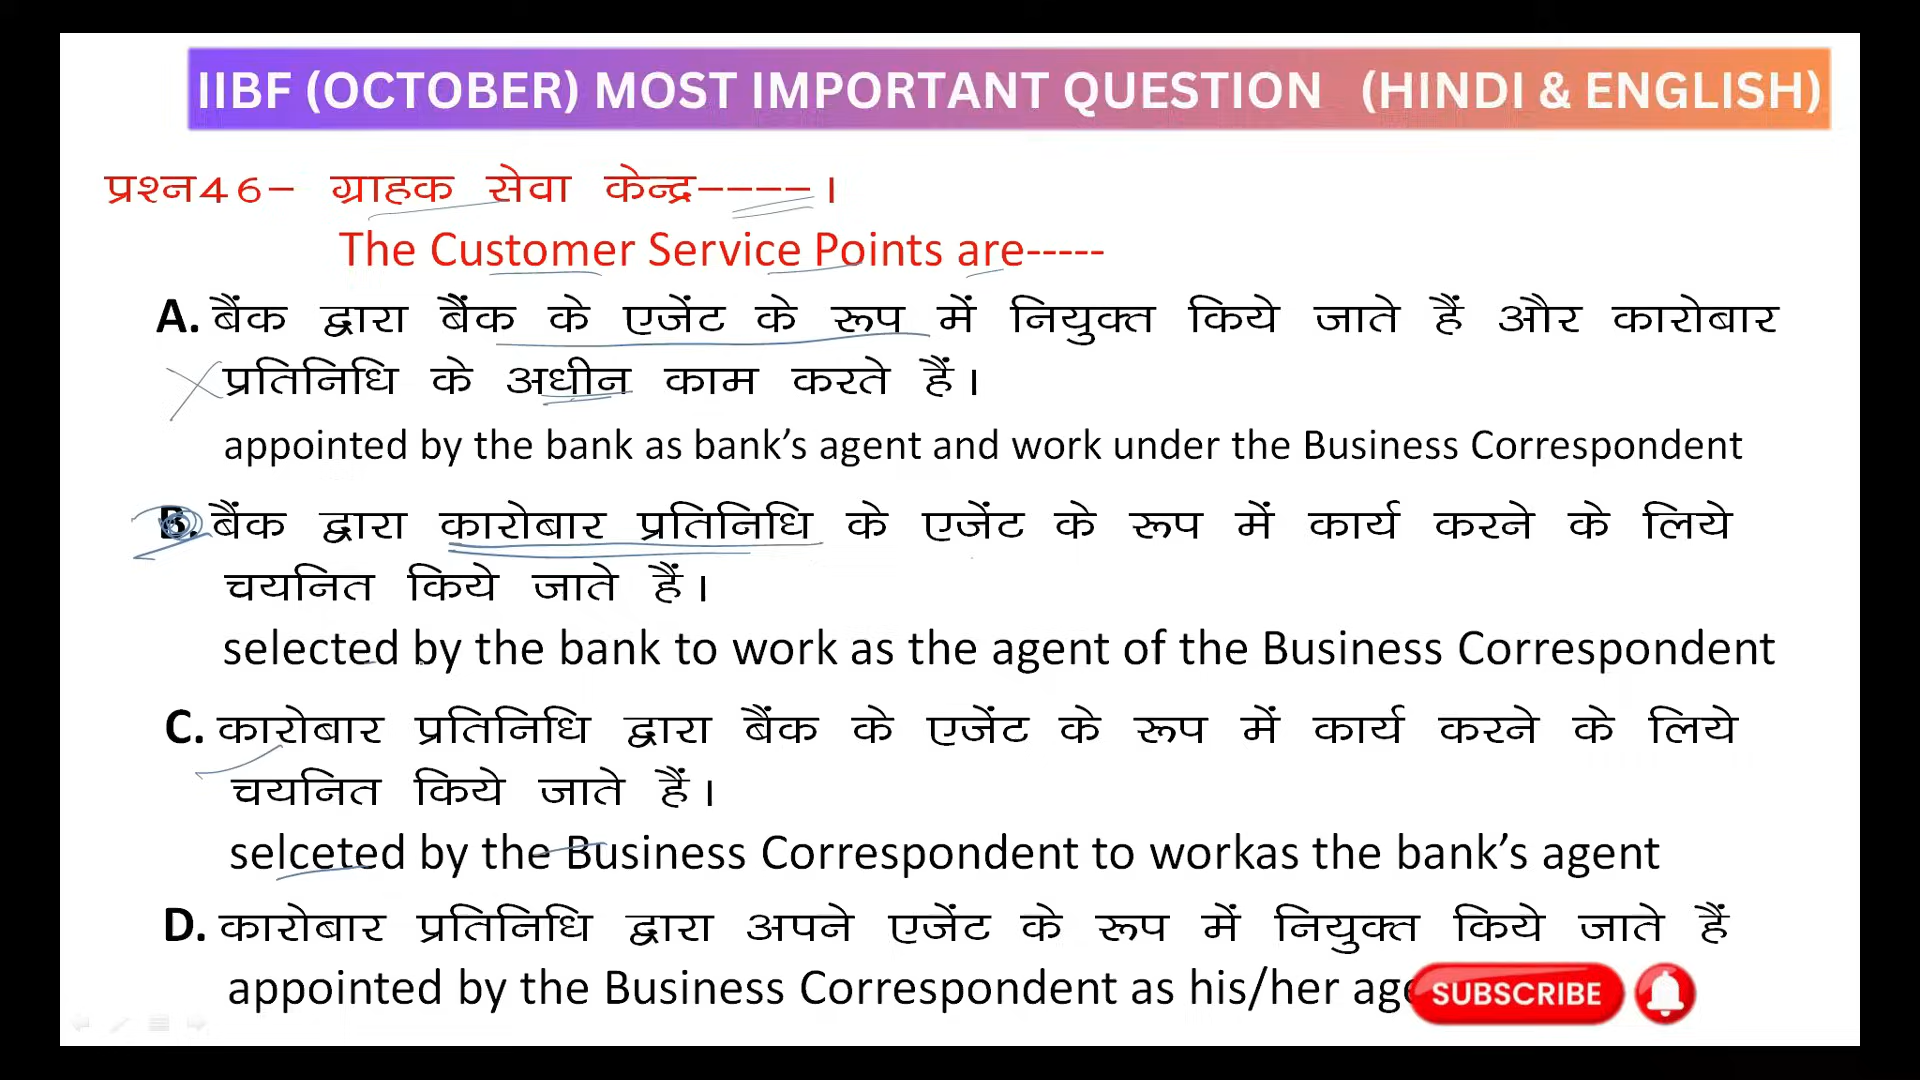 IIBF (OCTOBER) MOST IMPORTANT QUESTION (HINDI & ENGLISH)
प्रश्न46– ग्राहक सेवा केन्द्र––––।
The Customer Service Points are-----
A. बैंक द्वारा बैंक के एजेंट के रूप में नियुक्त किये जाते हैं और कारोबार
प्रतिनिधि के अधीन काम करते हैं।
appointed by the bank as bank’s agent and work under the Business Correspondent
B. बैंक द्वारा कारोबार प्रतिनिधि के एजेंट के रूप में कार्य करने के लिये
चयनित किये जाते हैं।
selected by the bank to work as the agent of the Business Correspondent
C. कारोबार प्रतिनिधि द्वारा बैंक के एजेंट के रूप में कार्य करने के लिये
चयनित किये जाते हैं।
selceted by the Business Correspondent to workas the bank’s agent
D. कारोबार प्रतिनिधि द्वारा अपने एजेंट के रूप में नियुक्त किये जाते हैं
appointed by the Business Correspondent as his/her
SUBSCRIBE